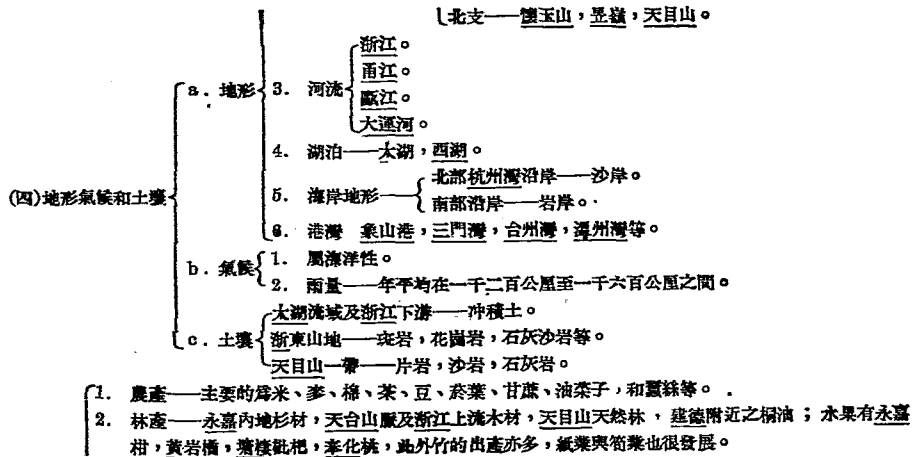 北支——懷玉山，昱嶺，天目山。
(四)地形氣候和土壤
a. 地形
3. 河流
浙江。
甬江。
甌江。
大運河。
4. 湖泊——太湖，西湖。
5. 海岸地形——
北部杭州灣沿岸——沙岸。
南部沿岸——岩岸。
6. 港灣 象山港，三門灣，台州灣，溫州灣等。
b. 氣候
1. 屬海洋性。
2. 雨量——年平均在一千二百公厘至一千六百公厘之間。
c. 土壤
太湖流域及浙江下游——冲積土。
浙東山地——斑岩，花崗岩，石灰沙岩等。
天目山一帶——片岩，沙岩，石灰岩。
1. 農產——主要的爲米、麥、棉、茶、豆、菸葉、甘蔗、油菜子，和蠶絲等。
2. 林產——永嘉內地杉材，天台山脈及浙江上流木材，天目山天然林，建德附近之桐油；水果有永嘉
柑，黃岩橘，塘棲枇杷，奉化桃，此外竹的出產亦多，紙業與筍業也很發展。